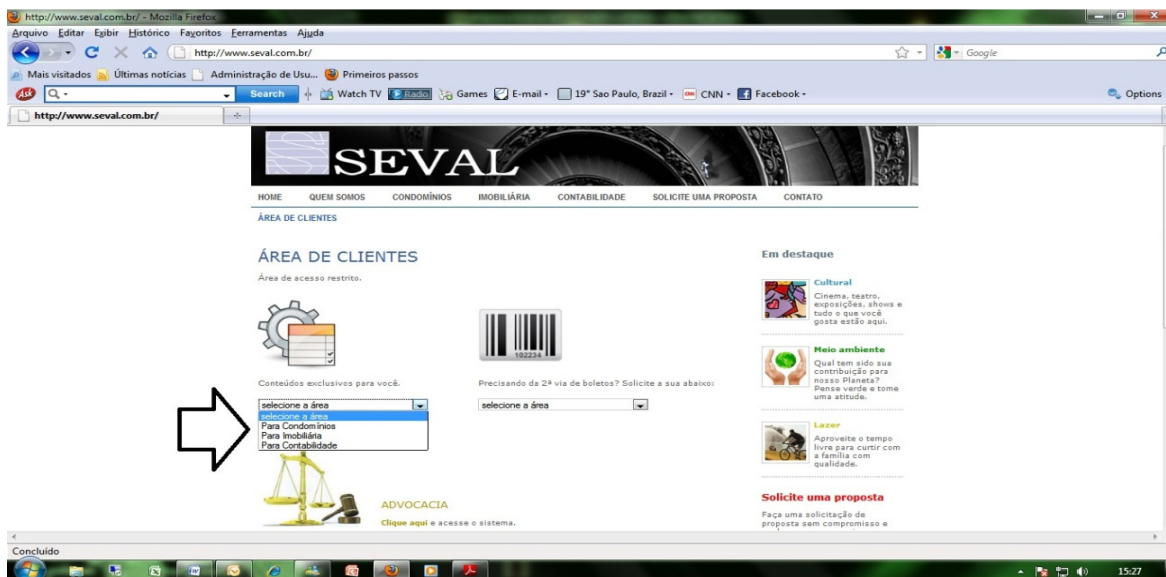 http://www.seval.com.br/ - Mozilla Firefox
Arquivo Editar Exibir Histórico Favoritos Ferramentas Ajuda
http://www.seval.com.br/
Google
Mais visitados Últimas notícias Administração de Usu... Primeiros passos
Ask Search Watch TV Radio Games E-mail 19° Sao Paulo, Brazil CNN Facebook Options
http://www.seval.com.br/
SEVAL
HOME QUEM SOMOS CONDOMÍNIOS IMOBILIÁRIA CONTABILIDADE SOLICITE UMA PROPOSTA CONTATO
ÁREA DE CLIENTES
ÁREA DE CLIENTES
Área de acesso restrito.
102234
Conteúdos exclusivos para você.
selecione a área
selecione a área
Para Condomínios
Para Imobiliária
Para Contabilidade
Precisando da 2ª via de boletos? Solicite a sua abaixo:
selecione a área
ADVOCACIA
Clique aqui e acesse o sistema.
Em destaque
Cultural
Cinema, teatro,
exposições, shows e
tudo o que você
gosta estão aqui.
Meio ambiente
Qual tem sido sua
contribuição para
nosso Planeta?
Pense verde e tome
uma atitude.
Lazer
Aproveite o tempo
livre para curtir com
a família com
qualidade.
Solicite uma proposta
Faça uma solicitação de
proposta sem compromisso e
Concluído
15:27